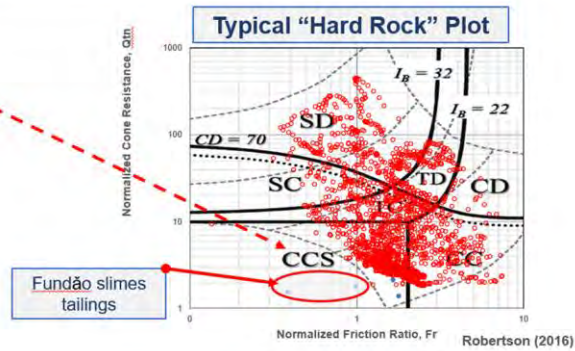 Typical “Hard Rock” Plot
Normalized Cone Resistance, Qtn
1000
100
10
1
I_B = 32
I_B = 22
SD
CD = 70
TD
CD
SC
TC
CCS
CC
Fundão slimes
tailings
0
1
10
Normalized Friction Ratio, Fr
Robertson (2016)